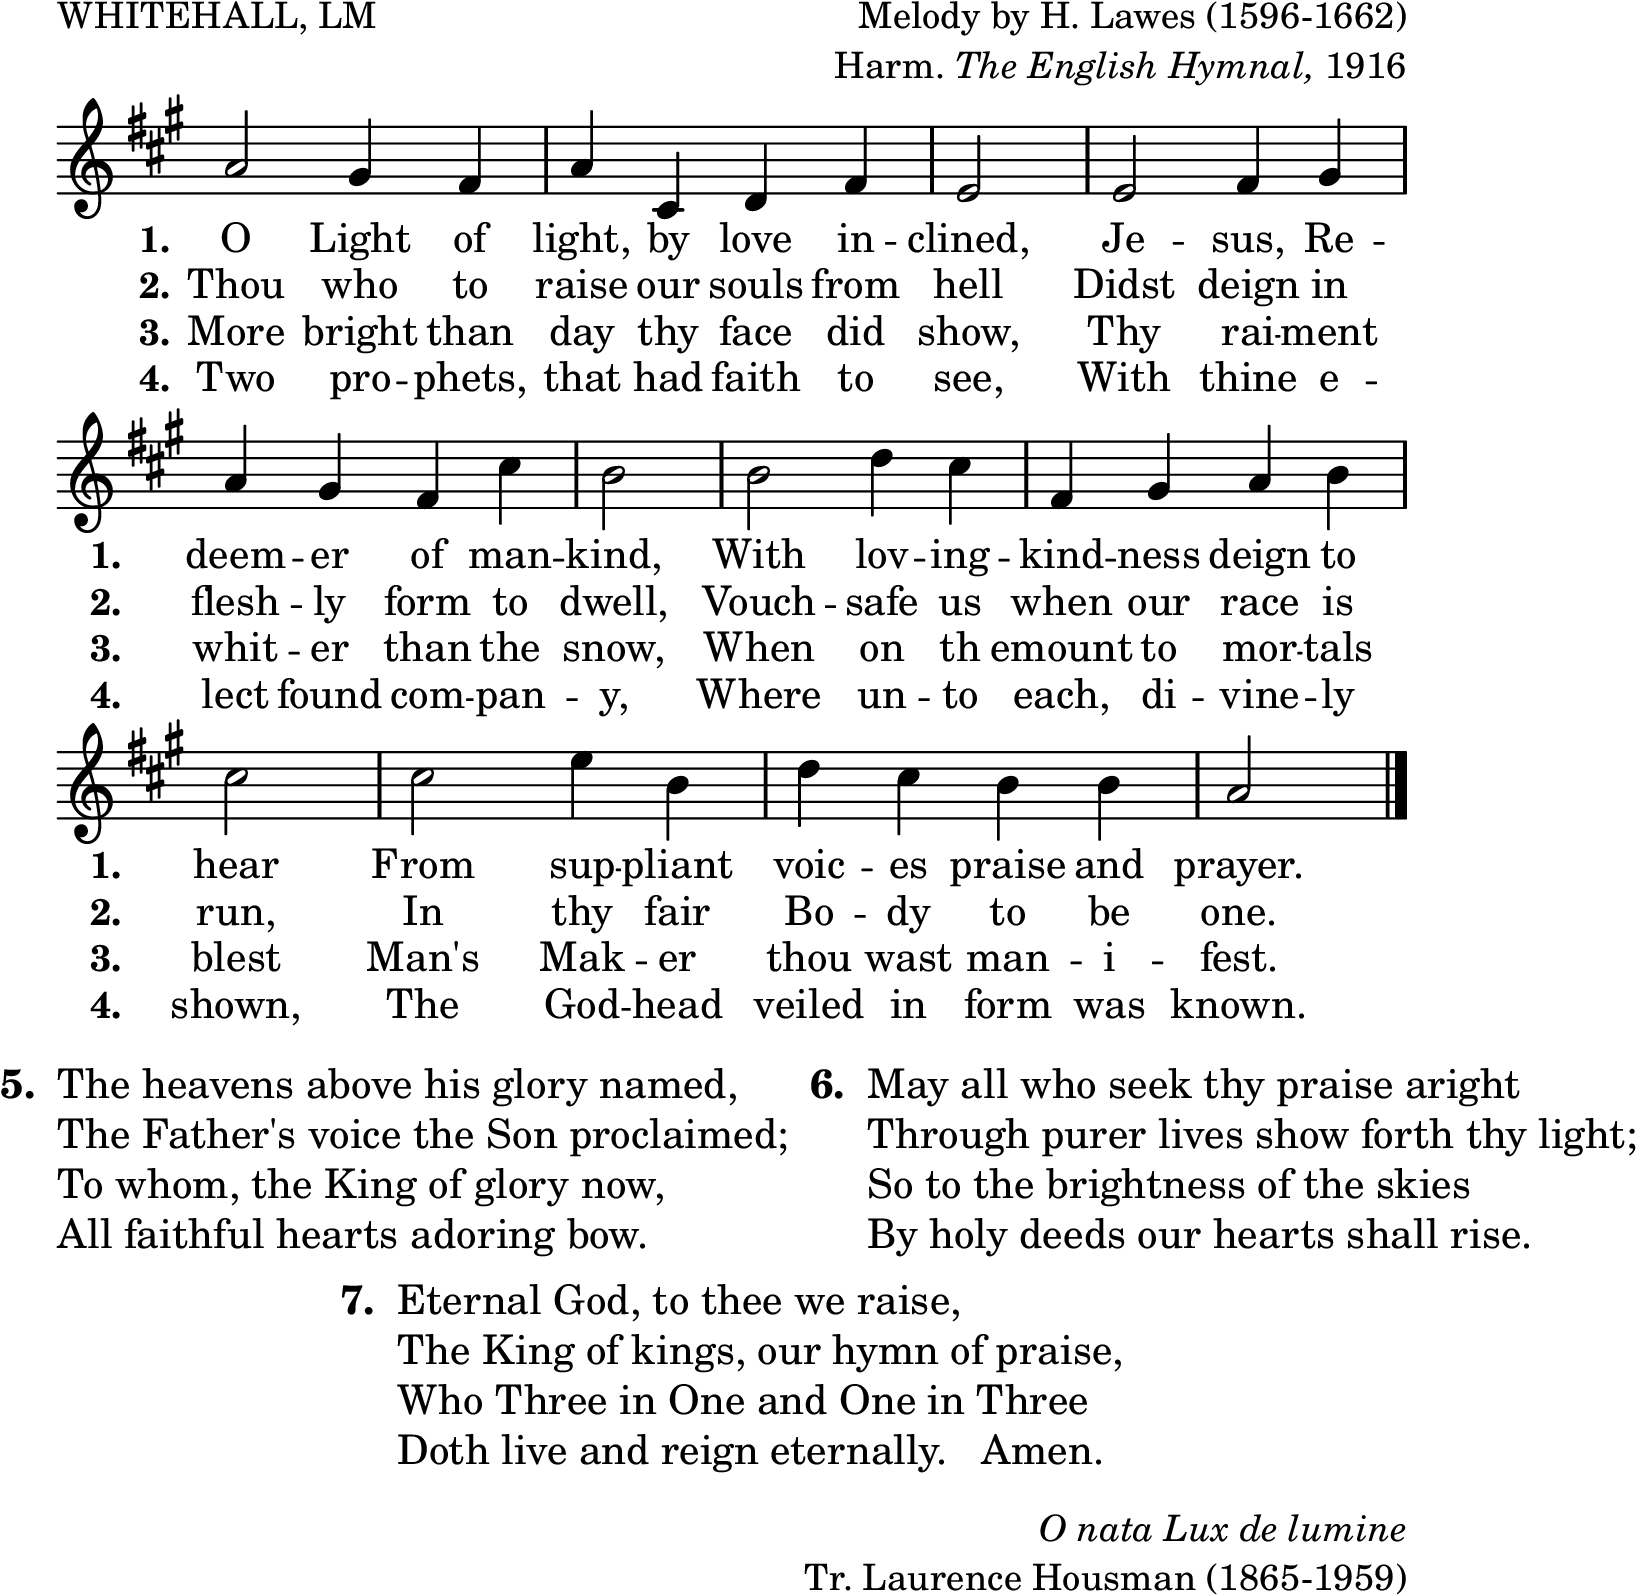 WHITEHALL, LM
Melody by H. Lawes (1596-1662)
Harm. The English Hymnal, 1916
1. O Light of light, by love in - clined, Je - sus, Re -
2. Thou who to raise our souls from hell Didst deign in
3. More bright than day thy face did show, Thy rai - ment
4. Two pro - phets, that had faith to see, With thine e -
1. deem - er of man - kind, With lov - ing - kind - ness deign to
2. flesh - ly form to dwell, Vouch - safe us when our race is
3. whit - er than the snow, When on th emount to mor - tals
4. lect found com - pan - y, Where un - to each, di - vine - ly
1. hear From sup - pliant voic - es praise and prayer.
2. run, In thy fair Bo - dy to be one.
3. blest Man's Mak - er thou wast man - i - fest.
4. shown, The God - head veiled in form was known.
5. The heavens above his glory named,
The Father's voice the Son proclaimed;
To whom, the King of glory now,
All faithful hearts adoring bow.
6. May all who seek thy praise aright
Through purer lives show forth thy light;
So to the brightness of the skies
By holy deeds our hearts shall rise.
7. Eternal God, to thee we raise,
The King of kings, our hymn of praise,
Who Three in One and One in Three
Doth live and reign eternally. Amen.
O nata Lux de lumine
Tr. Laurence Housman (1865-1959)